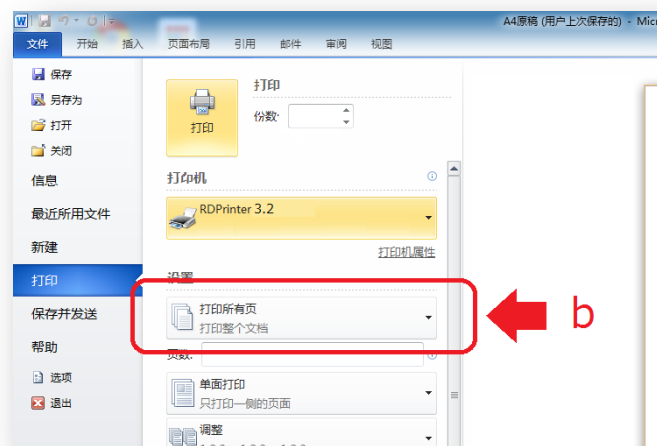 A4原稿 (用户上次保存的) - Micr
文件 开始 插入 页面布局 引用 邮件 审阅 视图
保存
另存为
打开
关闭
信息
最近所用文件
新建
打印
保存并发送
帮助
选项
退出
打印
份数:
打印
打印机
RDPrinter 3.2
打印机属性
设置
打印所有页
打印整个文档
b
页数:
单面打印
只打印一侧的页面
调整